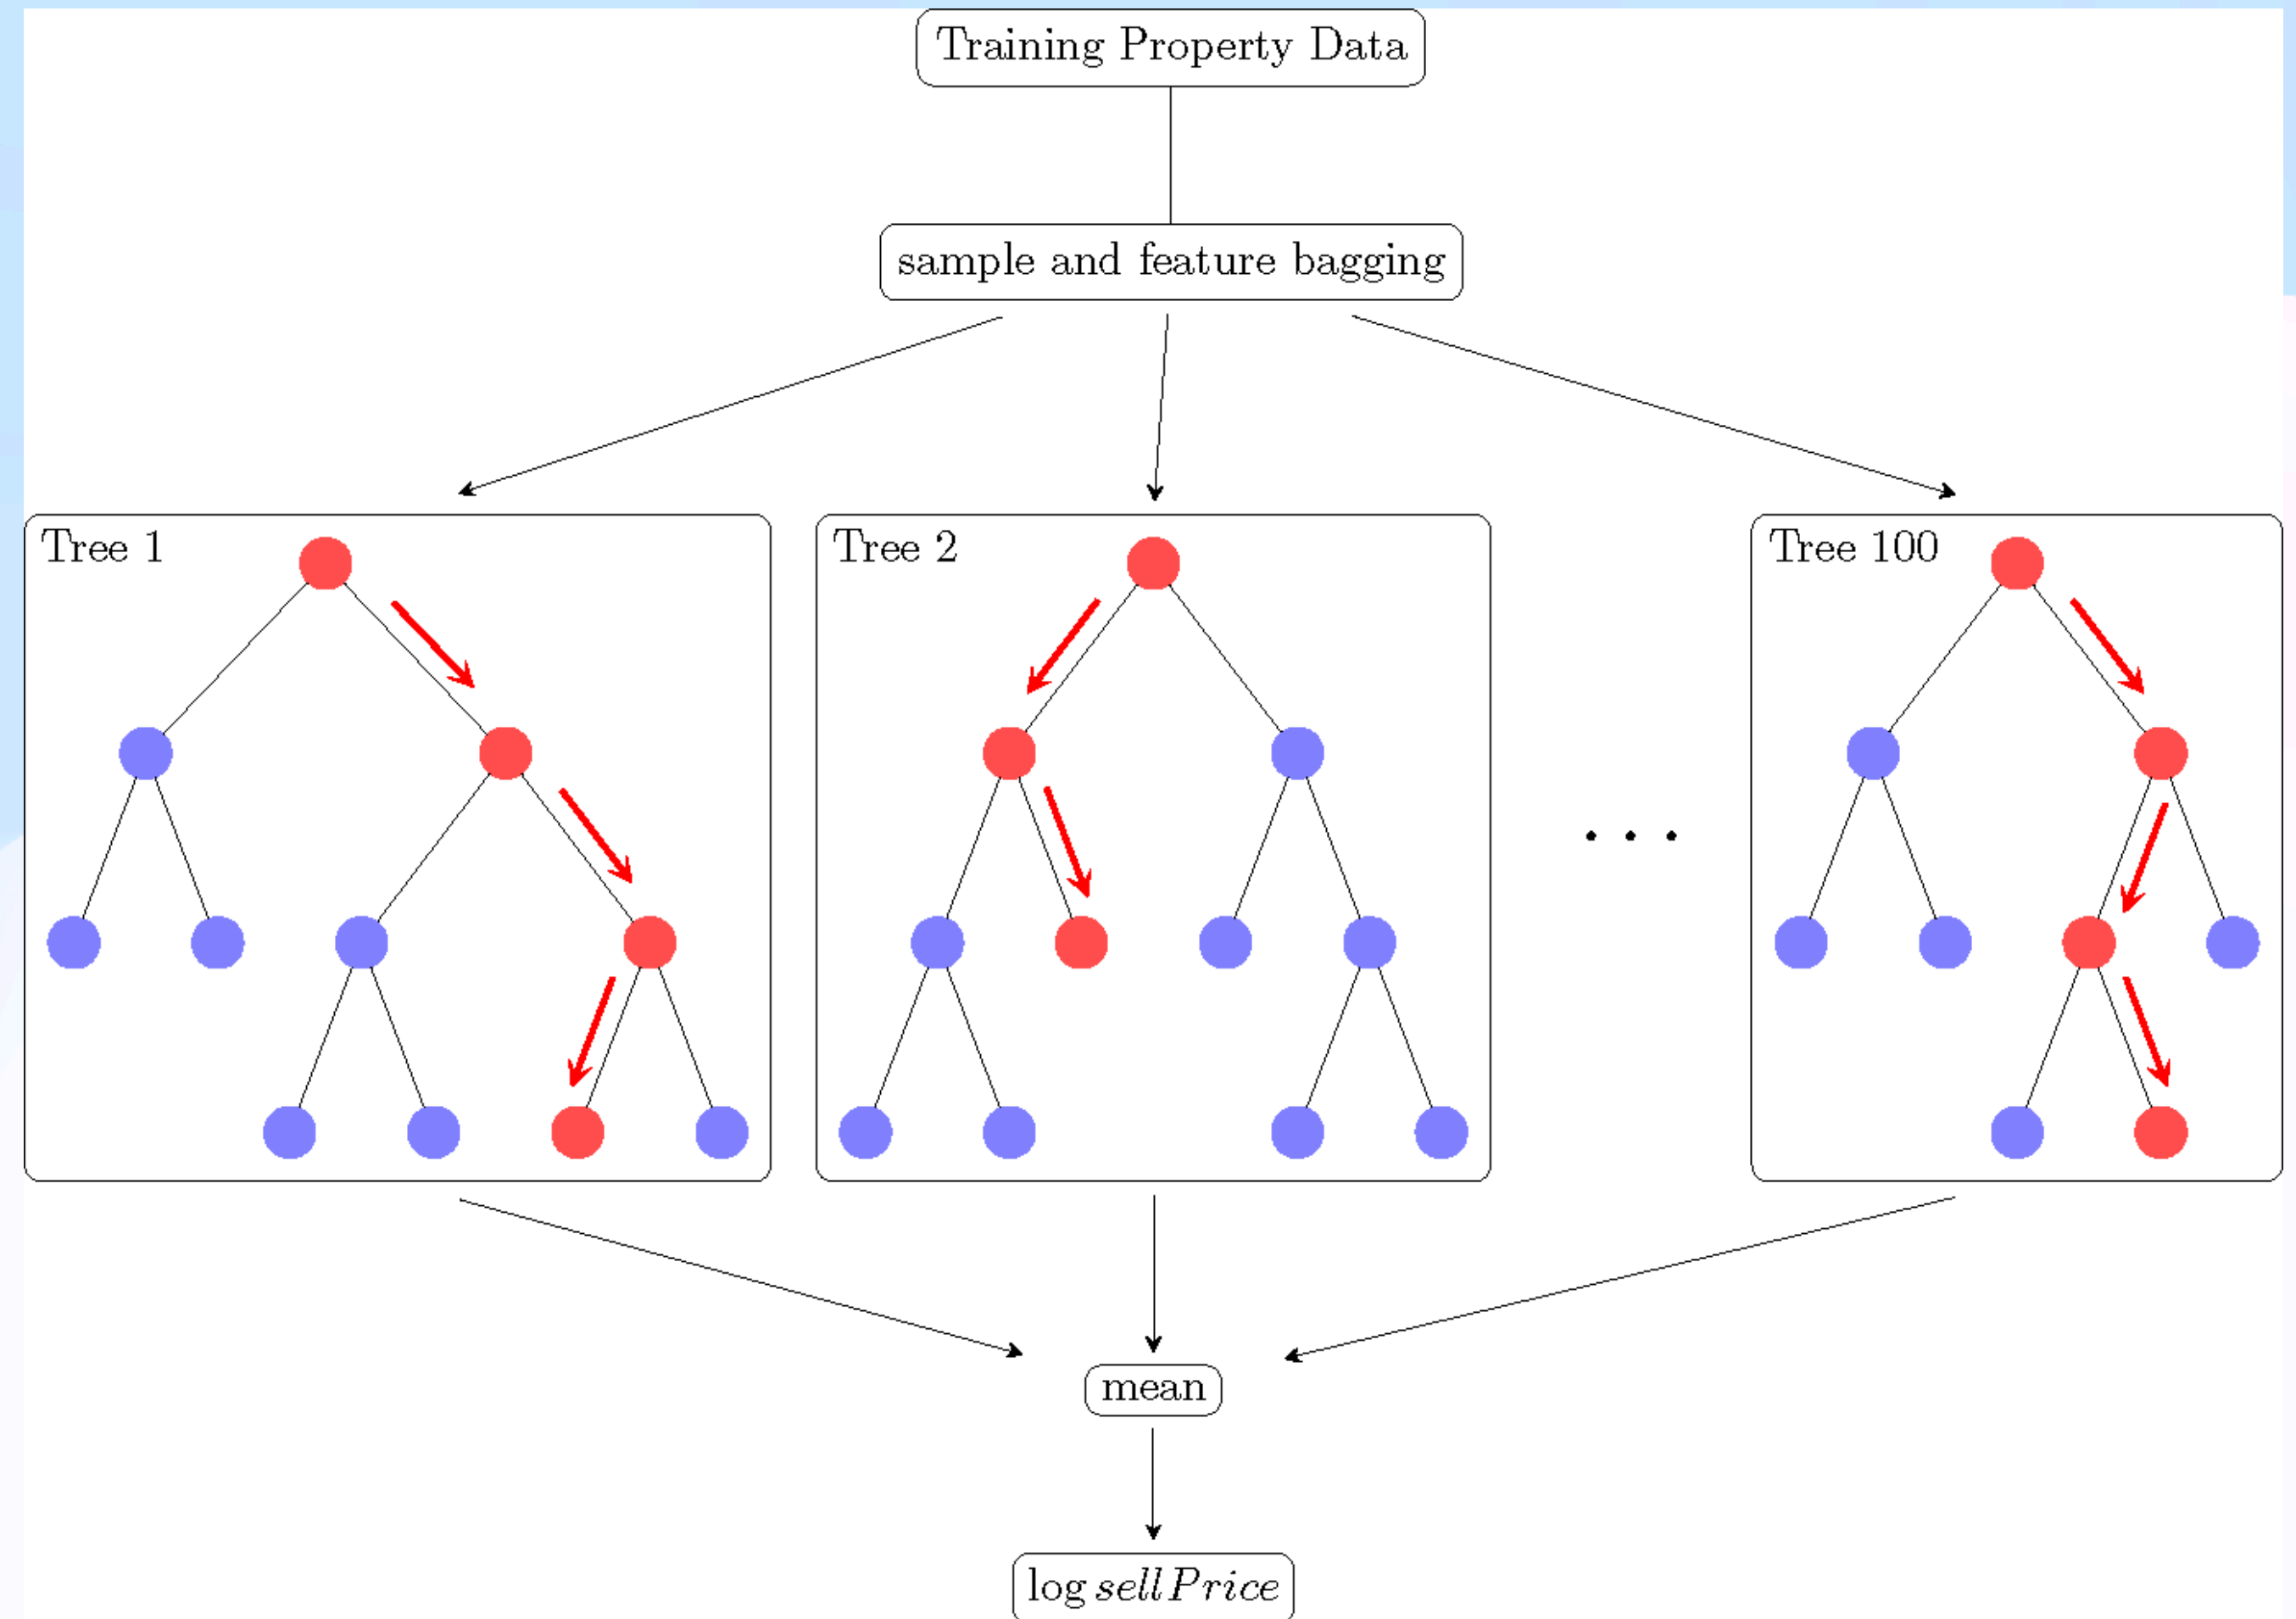 Training Property Data
sample and feature bagging
Tree 1
Tree 2
Tree 100
. . .
mean
log sellPrice